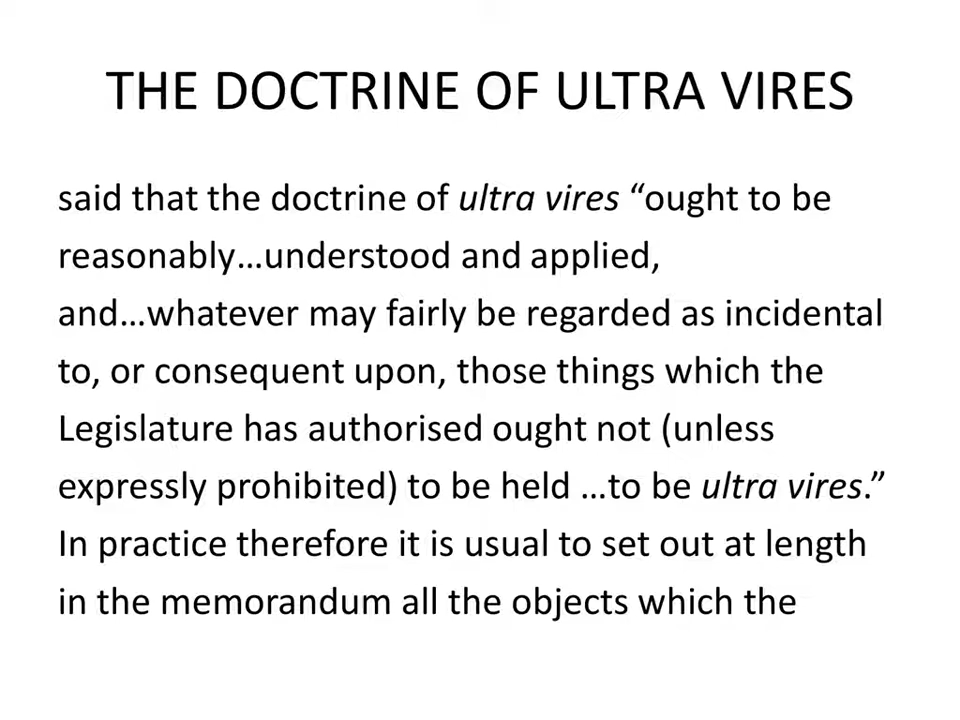 THE DOCTRINE OF ULTRA VIRES
said that the doctrine of ultra vires “ought to be
reasonably…understood and applied,
and…whatever may fairly be regarded as incidental
to, or consequent upon, those things which the
Legislature has authorised ought not (unless
expressly prohibited) to be held …to be ultra vires.”
In practice therefore it is usual to set out at length
in the memorandum all the objects which the